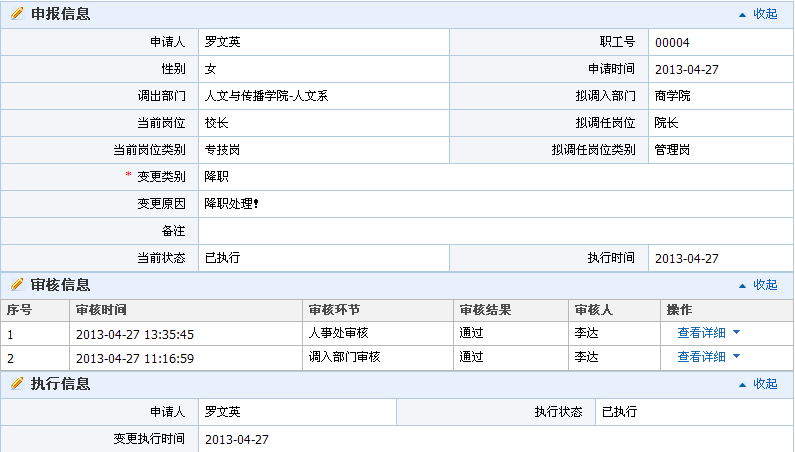 申报信息 收起
申请人 罗文英 职工号 00004
性别 女 申请时间 2013-04-27
调出部门 人文与传播学院-人文系 拟调入部门 商学院
当前岗位 校长 拟调任岗位 院长
当前岗位类别 专技岗 拟调任岗位类别 管理岗
* 变更类别 降职
变更原因 降职处理!
备注
当前状态 已执行 执行时间 2013-04-27
审核信息 收起
序号 审核时间 审核环节 审核结果 审核人 操作
1 2013-04-27 13:35:45 人事处审核 通过 李达 查看详细
2 2013-04-27 11:16:59 调入部门审核 通过 李达 查看详细
执行信息 收起
申请人 罗文英 执行状态 已执行
变更执行时间 2013-04-27